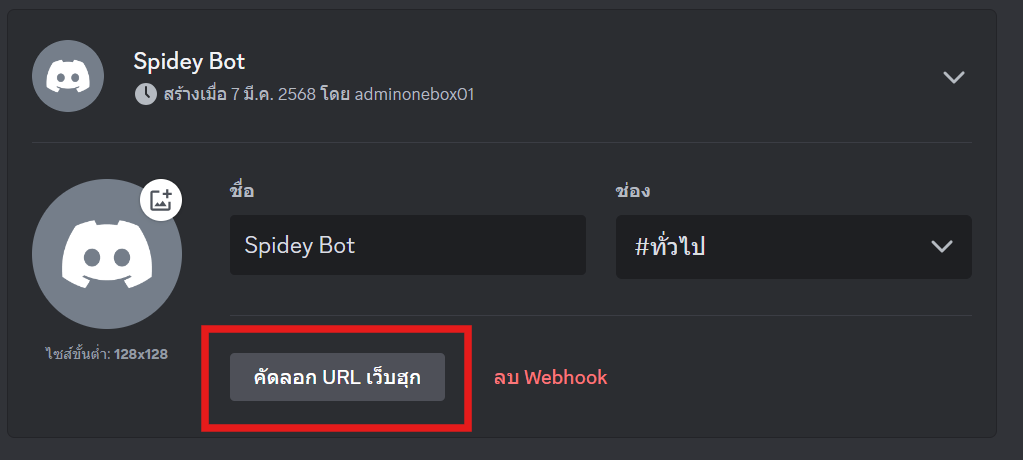 Spidey Bot
สร้างเมื่อ 7 มี.ค. 2568 โดย adminonebox01
ชื่อ
ช่อง
Spidey Bot
#ทั่วไป
ไซส์ขั้นต่ำ: 128x128
คัดลอก URL เว็บฮุก
ลบ Webhook